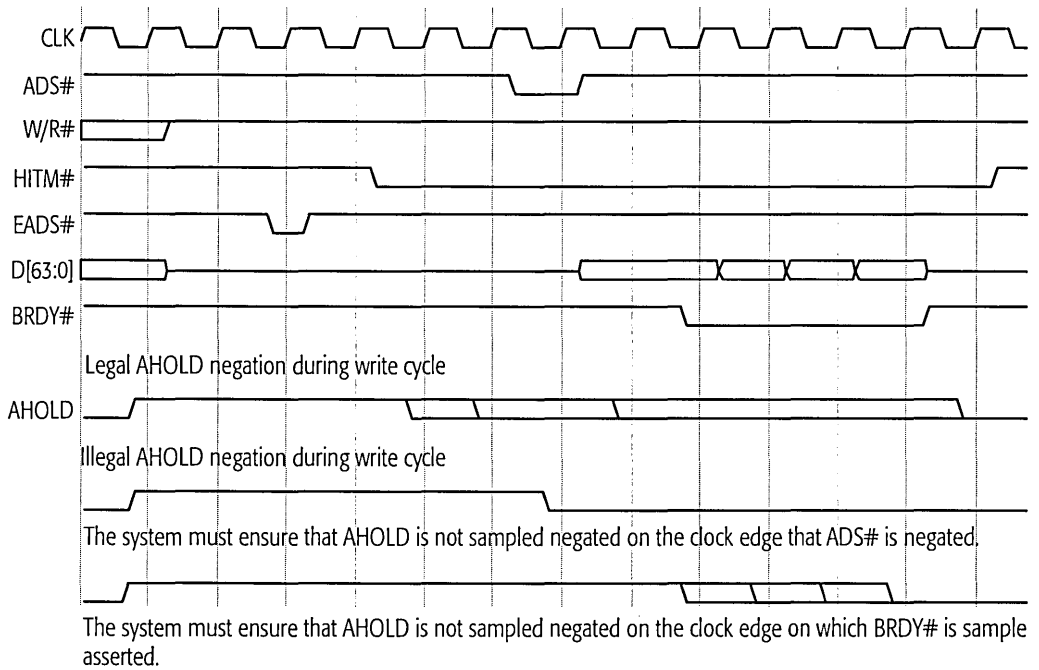 CLK
ADS#
W/R#
HITM#
EADS#
D[63:0]
BRDY#
Legal AHOLD negation during write cycle
AHOLD
Illegal AHOLD negation during write cycle
The system must ensure that AHOLD is not sampled negated on the clock edge that ADS# is negated.
The system must ensure that AHOLD is not sampled negated on the clock edge on which BRDY# is sample
asserted.